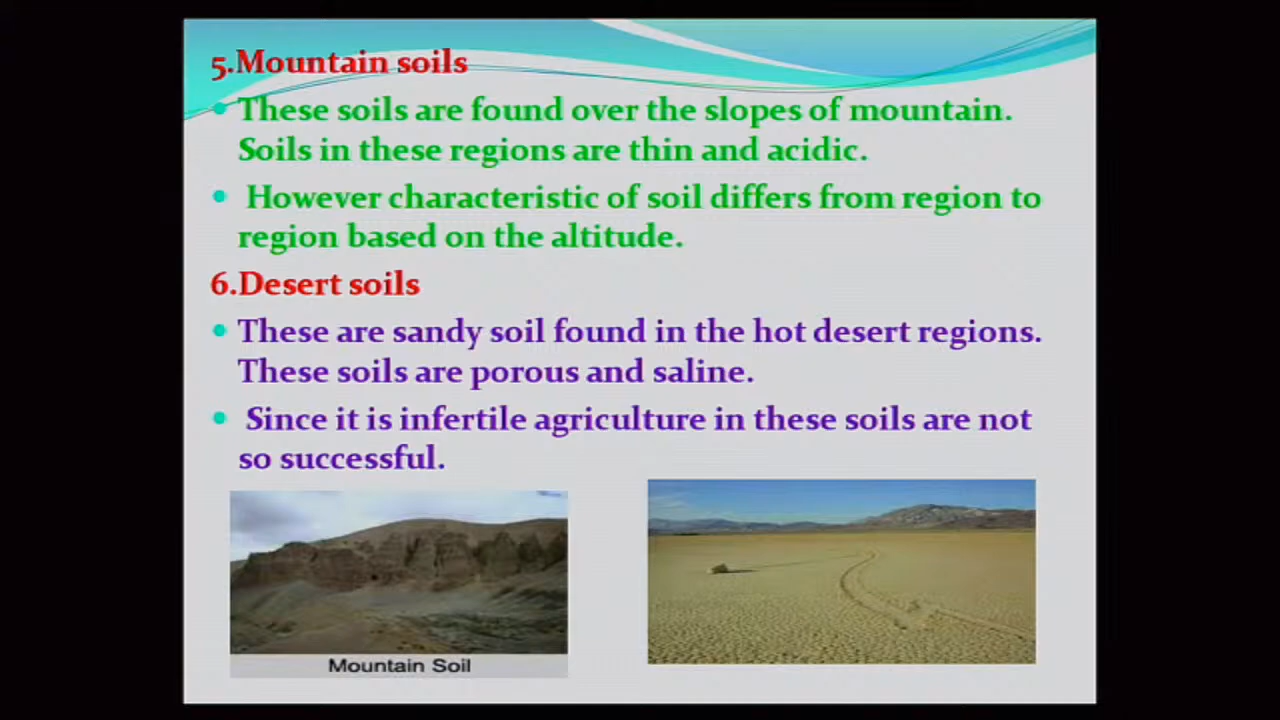 5.Mountain soils
These soils are found over the slopes of mountain.
Soils in these regions are thin and acidic.
However characteristic of soil differs from region to
region based on the altitude.
6.Desert soils
These are sandy soil found in the hot desert regions.
These soils are porous and saline.
Since it is infertile agriculture in these soils are not
so successful.
Mountain Soil